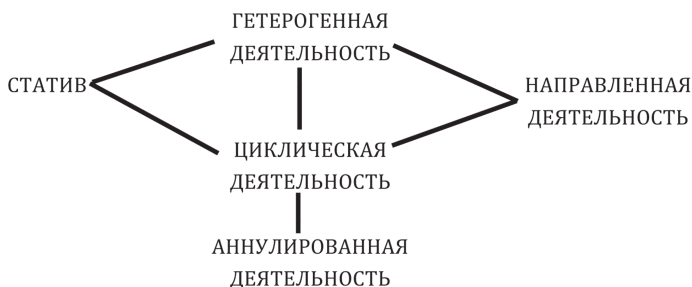 ГЕТЕРОГЕННАЯ
ДЕЯТЕЛЬНОСТЬ
СТАТИВ
НАПРАВЛЕННАЯ
ДЕЯТЕЛЬНОСТЬ
ЦИКЛИЧЕСКАЯ
ДЕЯТЕЛЬНОСТЬ
АННУЛИРОВАННАЯ
ДЕЯТЕЛЬНОСТЬ